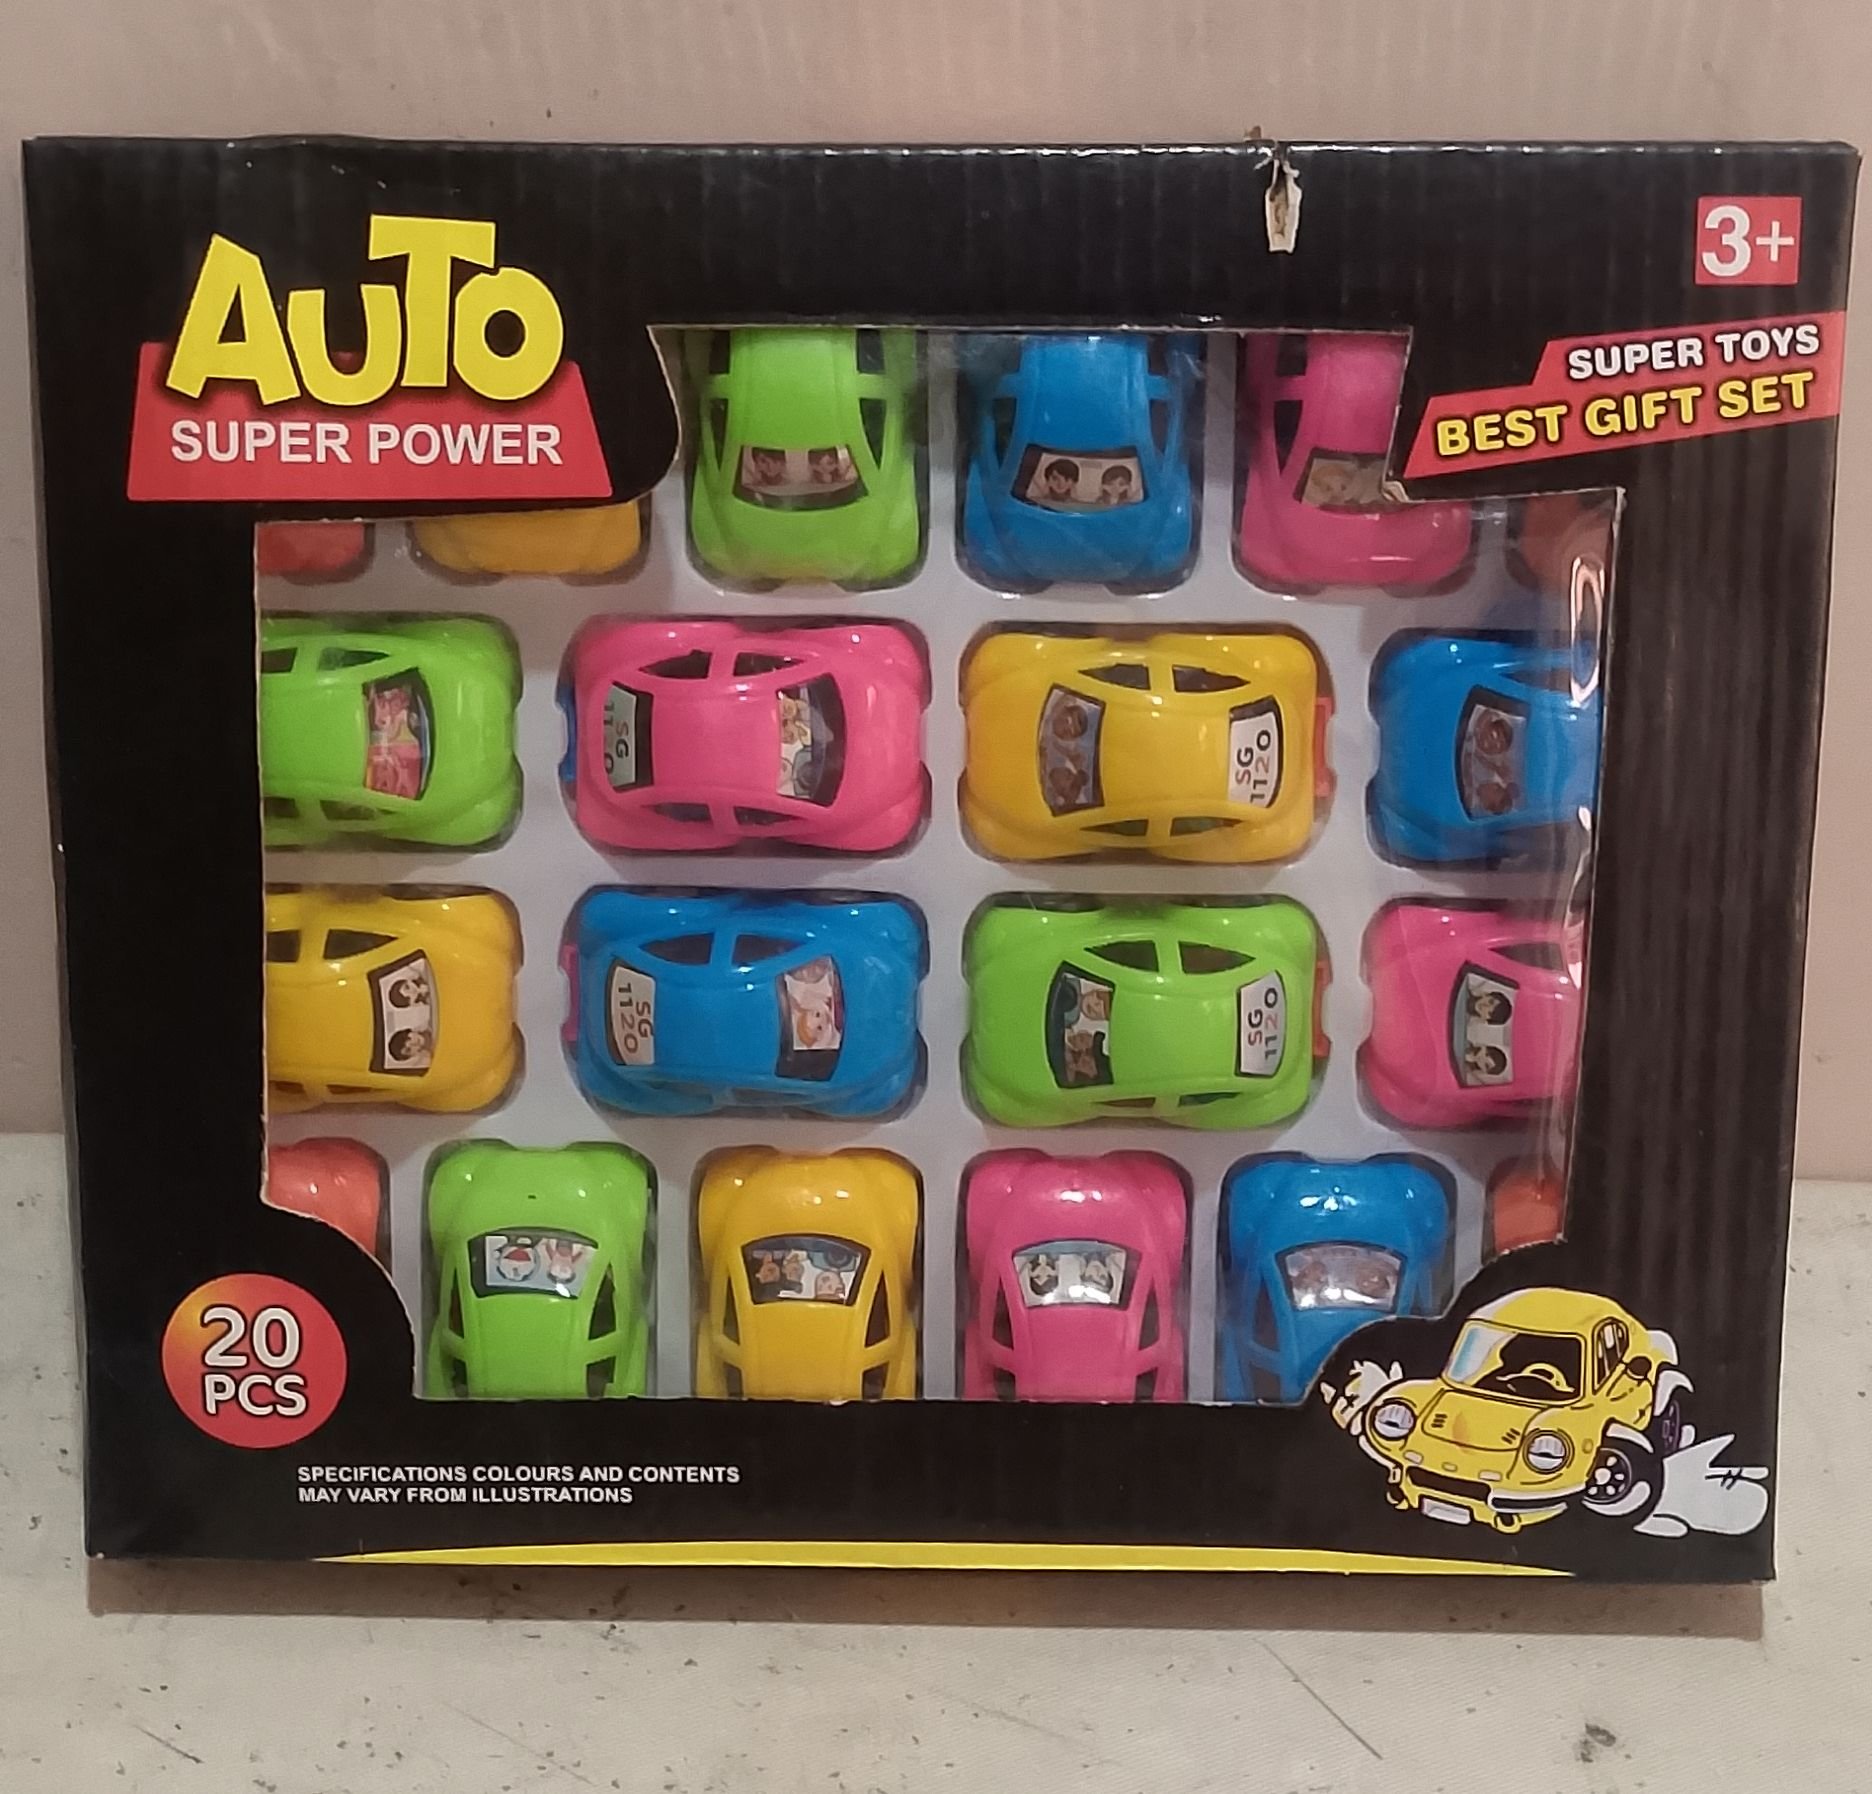 AUTO
SUPER POWER
3+
SUPER TOYS
BEST GIFT SET
SG
1120
SG
1120
SG
1120
SG
1120
20
PCS
SPECIFICATIONS COLOURS AND CONTENTS
MAY VARY FROM ILLUSTRATIONS